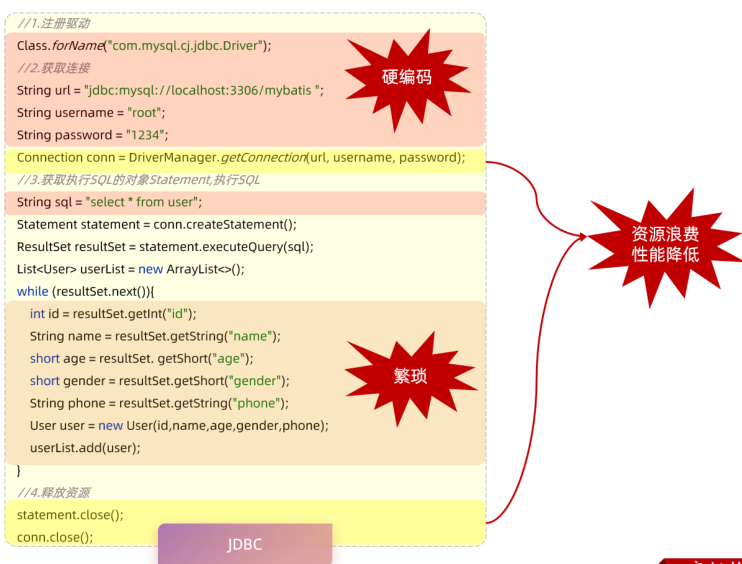 //1.注册驱动
Class.forName("com.mysql.cj.jdbc.Driver");
//2.获取连接
String url = "jdbc:mysql://localhost:3306/mybatis ";
String username = "root";
String password = "1234";
Connection conn = DriverManager.getConnection(url, username, password);
//3.获取执行SQL的对象Statement,执行SQL
String sql = "select * from user";
Statement statement = conn.createStatement();
ResultSet resultSet = statement.executeQuery(sql);
List<User> userList = new ArrayList<>();
while (resultSet.next()){
int id = resultSet.getInt("id");
String name = resultSet.getString("name");
short age = resultSet. getShort("age");
short gender = resultSet.getShort("gender");
String phone = resultSet.getString("phone");
User user = new User(id,name,age,gender,phone);
userList.add(user);
}
//4.释放资源
statement.close();
conn.close();
硬编码
繁琐
资源浪费
性能降低
JDBC